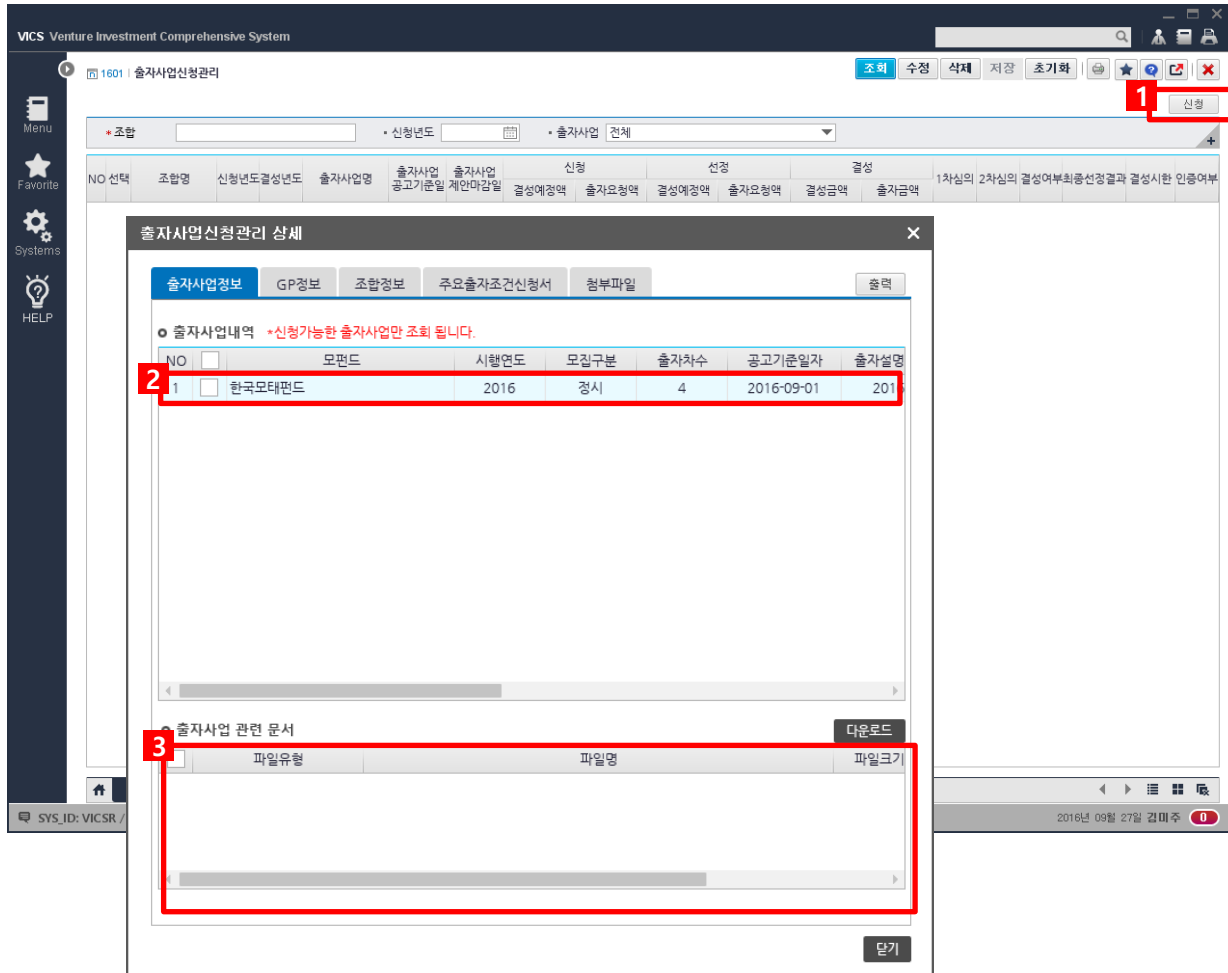 VICS Venture Investment Comprehensive System
1601 출자사업신청관리
조회 수정 삭제 저장 초기화
1
신청
Menu
*조합 • 신청년도 • 출자사업 전체
Favorite
NO 선택 조합명 신청년도 결성년도 출자사업명 출자사업 공고기준일 출자사업 제안마감일 신청 선정 결성 1차심의 2차심의 결성여부 최종선정결과 결성시한 인증여부
결성예정액 출자요청액 결성예정액 출자요청액 결성금액 출자금액
Systems
HELP
출자사업신청관리 상세
출자사업정보 GP정보 조합정보 주요출자조건신청서 첨부파일 출력
출자사업내역 *신청가능한 출자사업만 조회 됩니다.
NO 모펀드 시행연도 모집구분 출자차수 공고기준일자 출자설명
2
1 한국모태펀드 2016 정시 4 2016-09-01 2016
출자사업 관련 문서 다운로드
3
파일유형 파일명 파일크기
SYS_ID: VICSR /
2016년 09월 27일 김미주 0
닫기